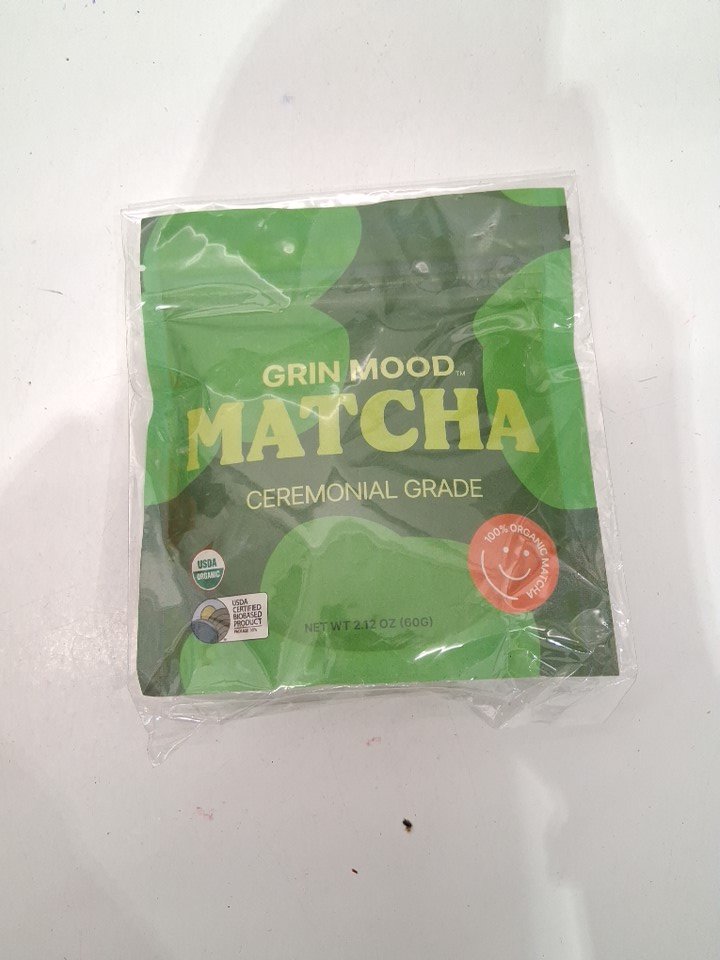 GRIN MOOD™
MATCHA
CEREMONIAL GRADE
100% ORGANIC MATCHA
USDA
ORGANIC
USDA
CERTIFIED
BIOBASED
PRODUCT
NET WT 2.12 OZ (60G)